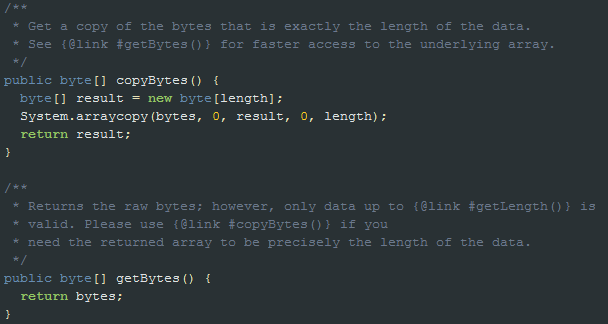 /**
 * Get a copy of the bytes that is exactly the length of the data.
 * See {@link #getBytes()} for faster access to the underlying array.
 */
public byte[] copyBytes() {
  byte[] result = new byte[length];
  System.arraycopy(bytes, 0, result, 0, length);
  return result;
}

/**
 * Returns the raw bytes; however, only data up to {@link #getLength()} is
 * valid. Please use {@link #copyBytes()} if you
 * need the returned array to be precisely the length of the data.
 */
public byte[] getBytes() {
  return bytes;
}